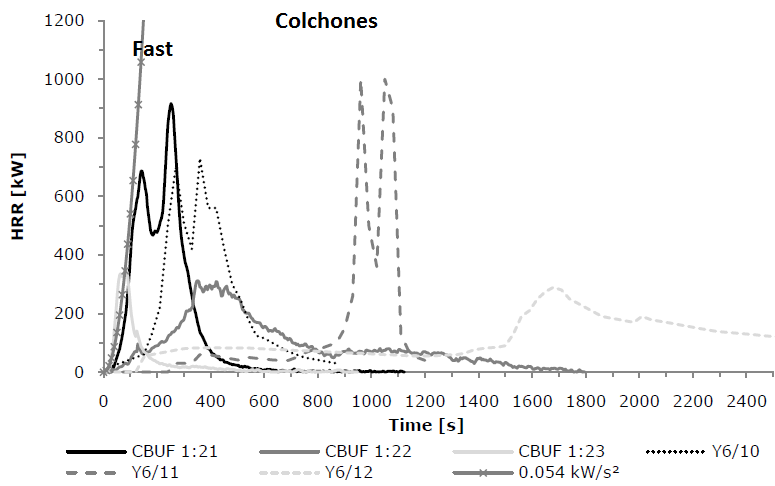 Colchones
Fast
1200
1000
800
600
400
200
0
HRR [kW]
0 200 400 600 800 1000 1200 1400 1600 1800 2000 2200 2400
Time [s]
CBUF 1:21 CBUF 1:22 CBUF 1:23 Y6/10
Y6/11 Y6/12 0.054 kW/s²